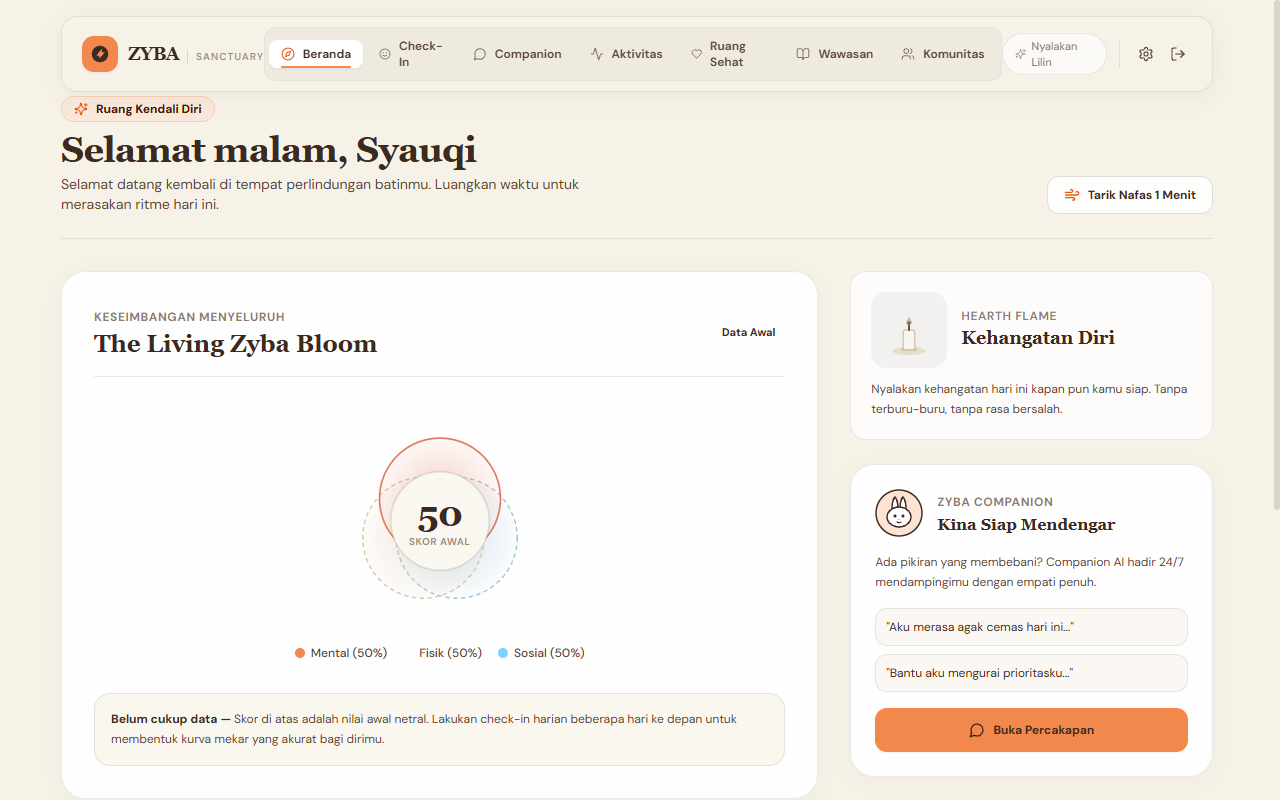 ZYBA
SANCTUARY
Beranda
Check-
In
Companion
Aktivitas
Ruang
Sehat
Wawasan
Komunitas
Nyalakan
Lilin
Ruang Kendali Diri
Selamat malam, Syauqi
Selamat datang kembali di tempat perlindungan batinmu. Luangkan waktu untuk
merasakan ritme hari ini.
Tarik Nafas 1 Menit
KESEIMBANGAN MENYELURUH
The Living Zyba Bloom
Data Awal
50
SKOR AWAL
Mental (50%)
Fisik (50%)
Sosial (50%)
Belum cukup data — Skor di atas adalah nilai awal netral. Lakukan check-in harian beberapa hari ke depan untuk
membentuk kurva mekar yang akurat bagi dirimu.
HEARTH FLAME
Kehangatan Diri
Nyalakan kehangatan hari ini kapan pun kamu siap. Tanpa
terburu-buru, tanpa rasa bersalah.
ZYBA COMPANION
Kina Siap Mendengar
Ada pikiran yang membebani? Companion AI hadir 24/7
mendampingimu dengan empati penuh.
"Aku merasa agak cemas hari ini..."
"Bantu aku mengurai prioritasku..."
Buka Percakapan